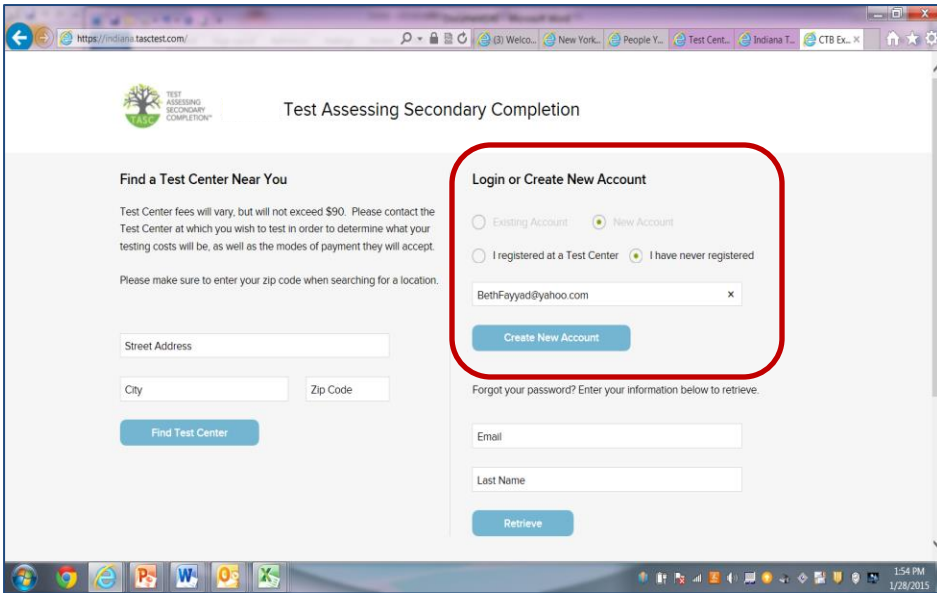 https://indiana.tasctest.com/
(3) Welco...
New York...
People Y...
Test Cent...
Indiana T...
CTB Ex...
TEST
ASSESSING
SECONDARY
COMPLETION™
TASC
Test Assessing Secondary Completion
Find a Test Center Near You
Test Center fees will vary, but will not exceed $90. Please contact the
Test Center at which you wish to test in order to determine what your
testing costs will be, as well as the modes of payment they will accept.
Please make sure to enter your zip code when searching for a location.
Street Address
City
Zip Code
Find Test Center
Login or Create New Account
Existing Account
New Account
I registered at a Test Center
I have never registered
BethFayyad@yahoo.com
Create New Account
Forgot your password? Enter your information below to retrieve.
Email
Last Name
Retrieve
1:54 PM
1/28/2015